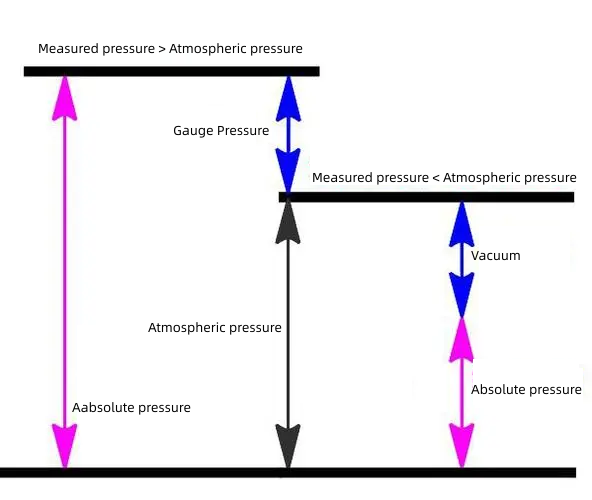 Measured pressure > Atmospheric pressure
Gauge Pressure
Measured pressure < Atmospheric pressure
Vacuum
Atmospheric pressure
Absolute pressure
Aabsolute pressure